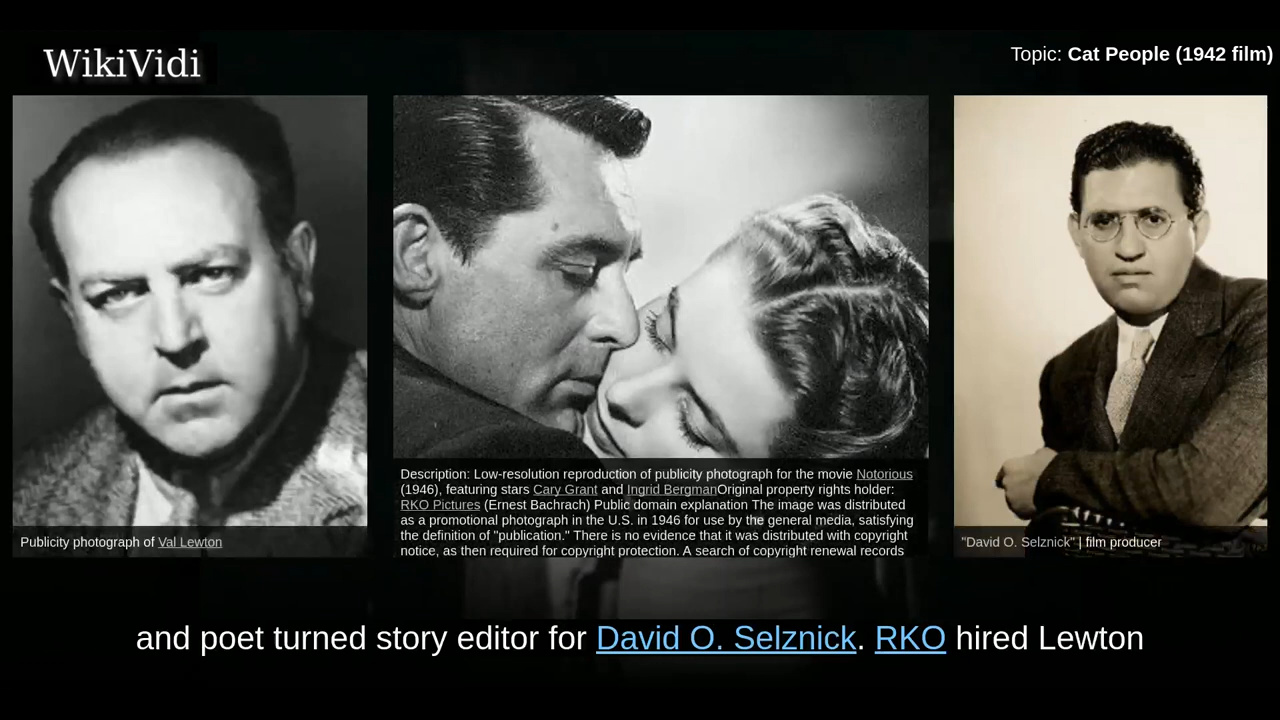 WikiVidi
Topic: Cat People (1942 film)
Publicity photograph of Val Lewton
Description: Low-resolution reproduction of publicity photograph for the movie Notorious
(1946), featuring stars Cary Grant and Ingrid BergmanOriginal property rights holder:
RKO Pictures (Ernest Bachrach) Public domain explanation The image was distributed
as a promotional photograph in the U.S. in 1946 for use by the general media, satisfying
the definition of "publication." There is no evidence that it was distributed with copyright
notice, as then required for copyright protection. A search of copyright renewal records
"David O. Selznick" | film producer
and poet turned story editor for David O. Selznick. RKO hired Lewton